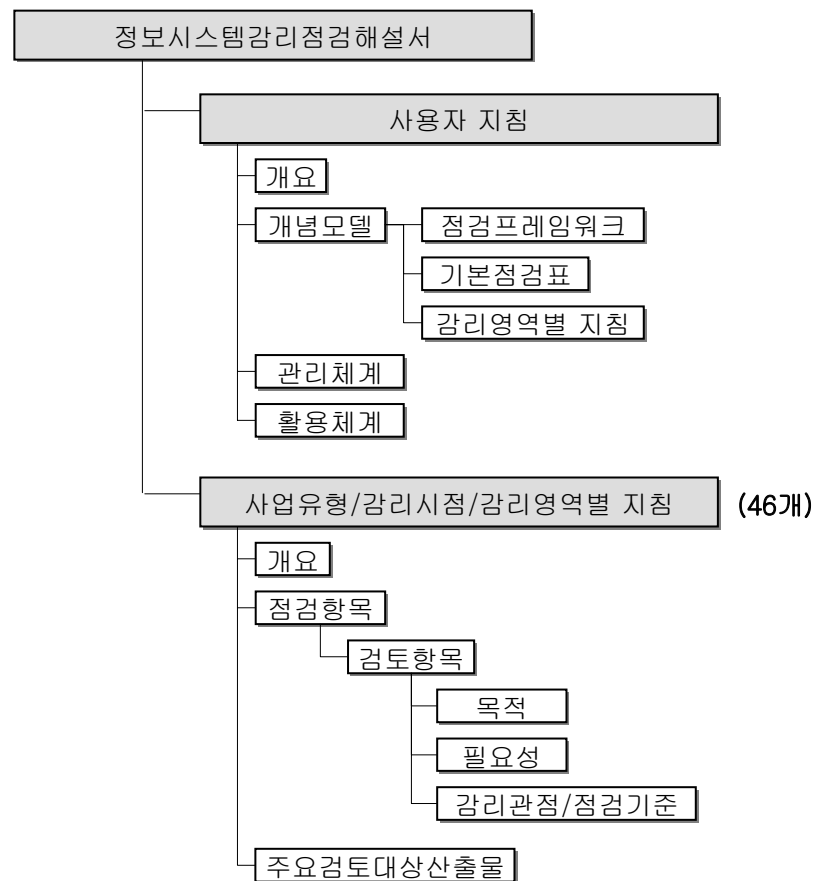 정보시스템감리점검해설서
사용자 지침
개요
개념모델
점검프레임워크
기본점검표
감리영역별 지침
관리체계
활용체계
사업유형/감리시점/감리영역별 지침 (46개)
개요
점검항목
검토항목
목적
필요성
감리관점/점검기준
주요검토대상산출물